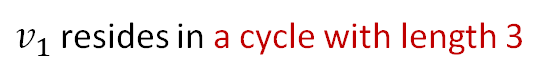 𝑣₁ resides in a cycle with length 3